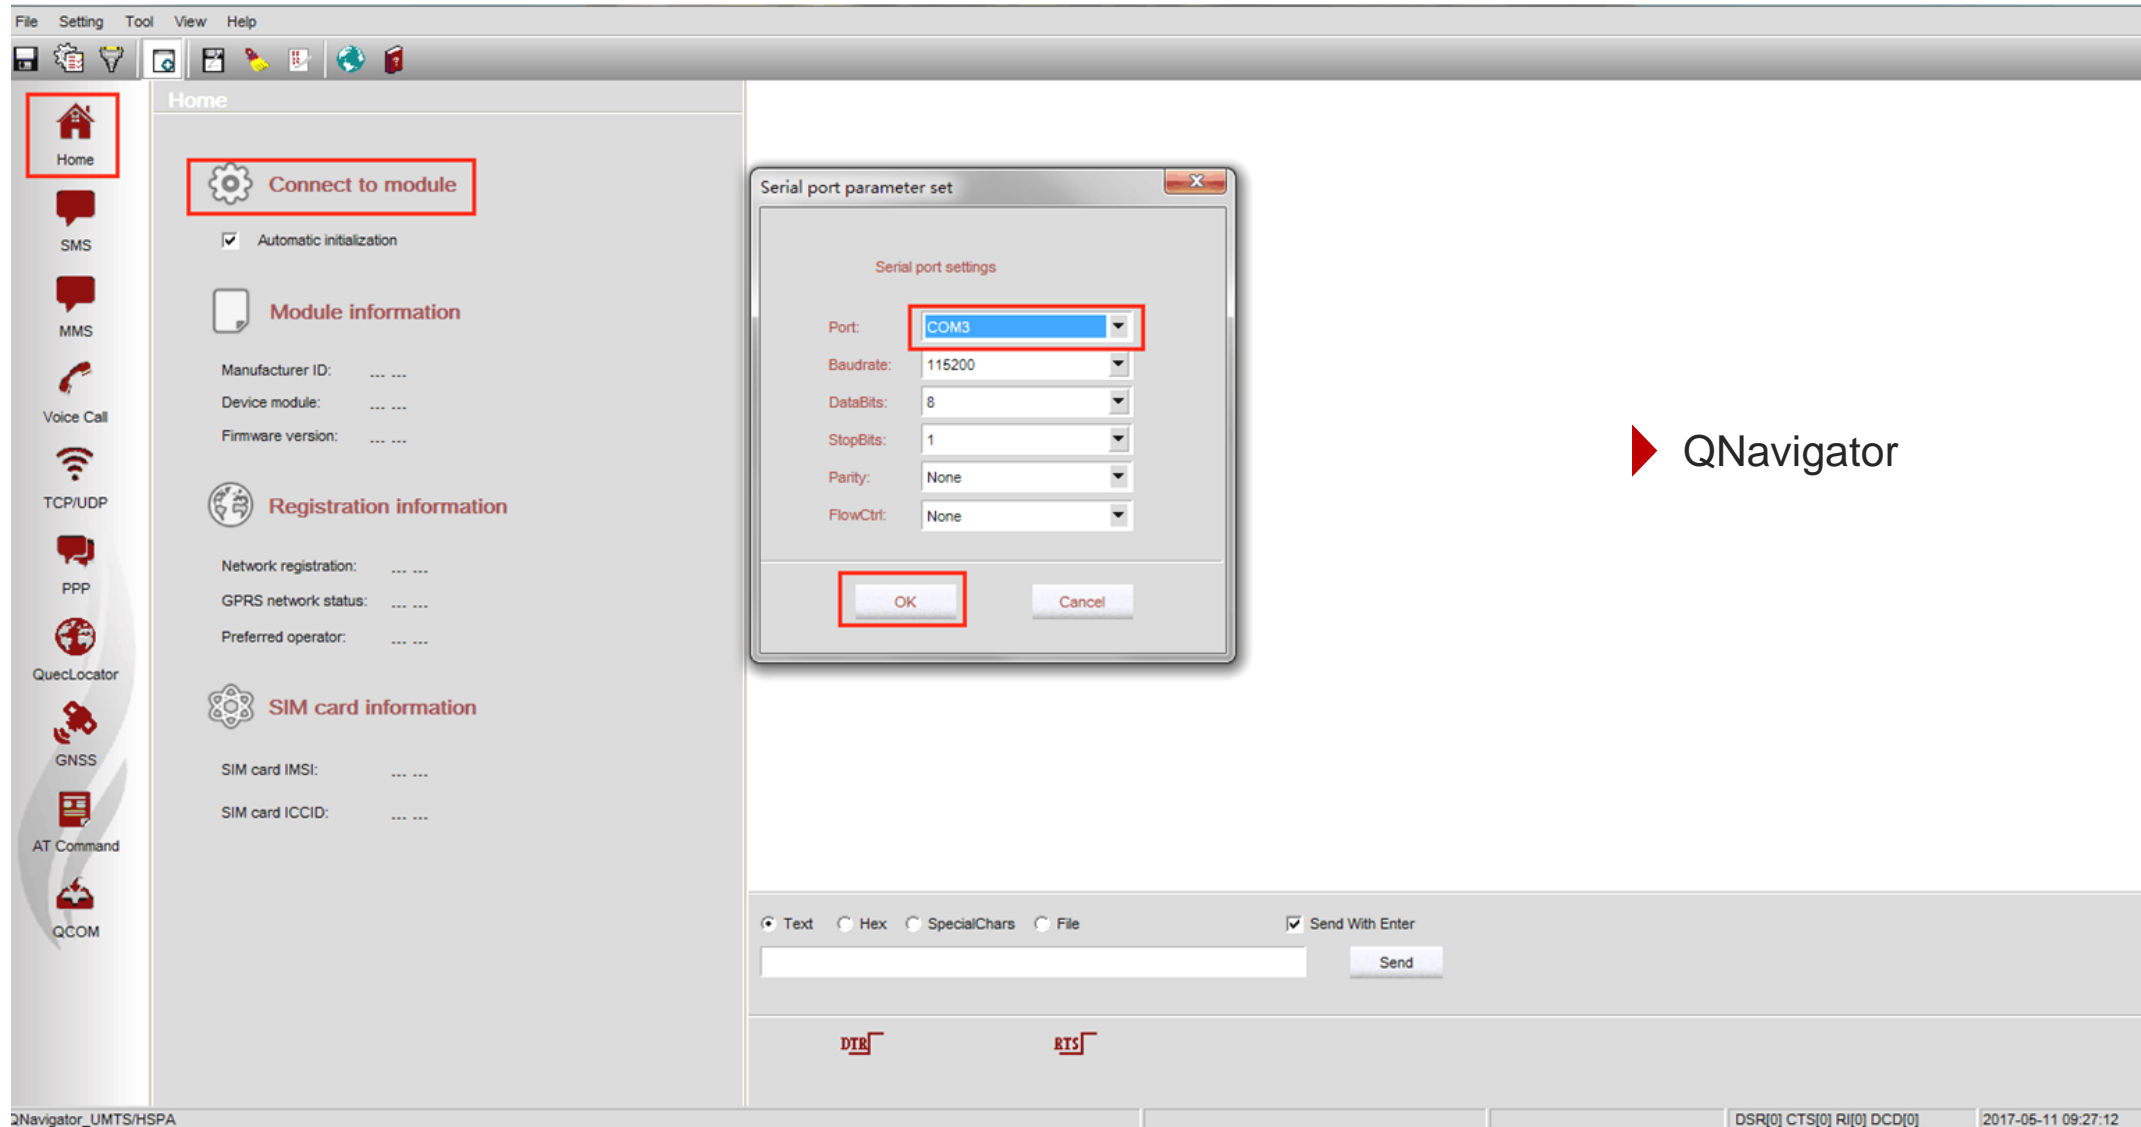 File Setting Tool View Help
Home
Home
SMS
MMS
Voice Call
TCP/UDP
PPP
QuecLocator
GNSS
AT Command
QCOM
Connect to module
Automatic initialization
Module information
Manufacturer ID: --- ---
Device module: --- ---
Firmware version: --- ---
Registration information
Network registration: --- ---
GPRS network status: --- ---
Preferred operator: --- ---
SIM card information
SIM card IMSI: --- ---
SIM card ICCID: --- ---
Serial port parameter set
Serial port settings
Port: COM3
Baudrate: 115200
DataBits: 8
StopBits: 1
Parity: None
FlowCtrl: None
OK Cancel
QNavigator
Text Hex SpecialChars File Send With Enter
Send
DTR RTS
QNavigator_UMTS/HSPA DSR[0] CTS[0] RI[0] DCD[0] 2017-05-11 09:27:12